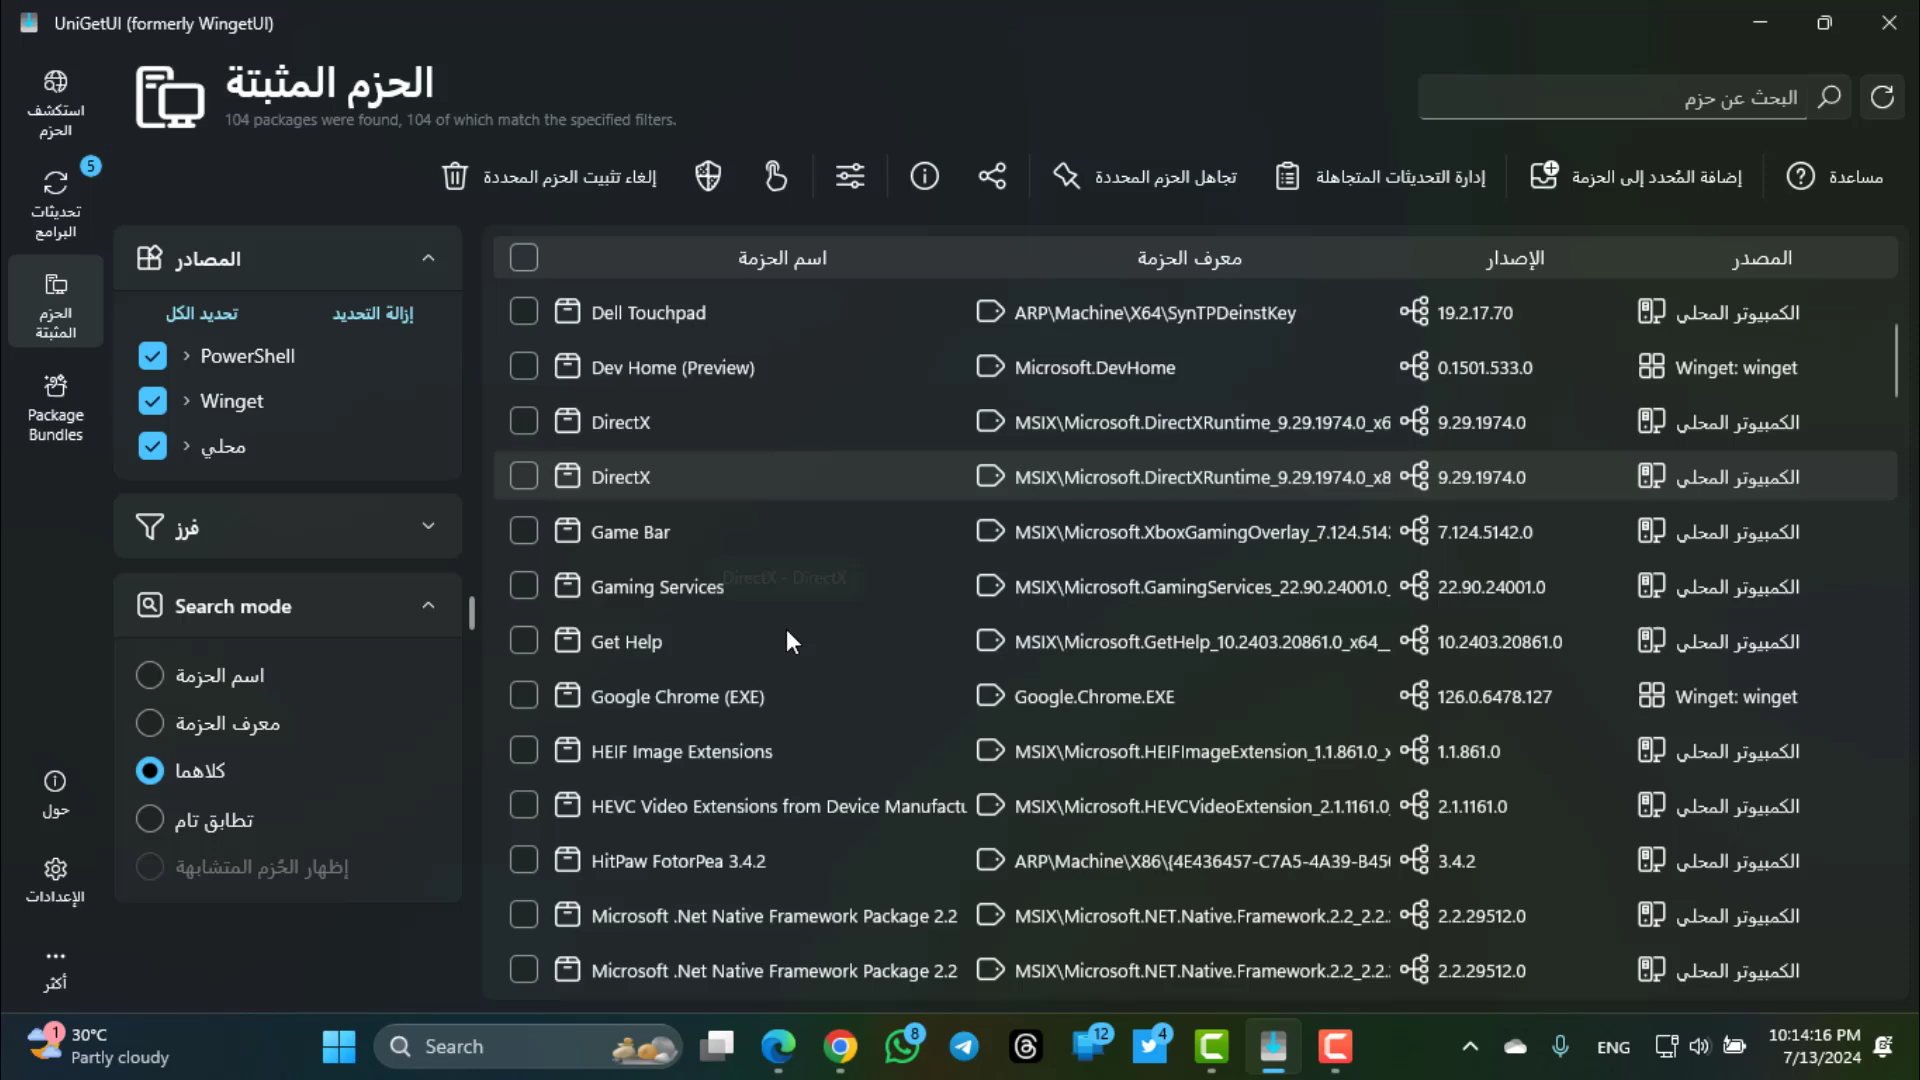 UniGetUI (formerly WingetUI)
استكشف
الحزم
5
تحديثات
البرامج
الحزم
المثبتة
Package
Bundles
حول
الإعدادات
أكثر
الحزم المثبتة
104 packages were found, 104 of which match the specified filters.
البحث عن حزم
إلغاء تثبيت الحزم المحددة
تجاهل الحزم المحددة
إدارة التحديثات المتجاهلة
إضافة المُحدد إلى الحزمة
مساعدة
المصادر
تحديد الكل إزالة التحديد
PowerShell
Winget
محلي
فرز
Search mode
اسم الحزمة
معرف الحزمة
كلاهما
تطابق تام
إظهار الحُزم المتشابهة
اسم الحزمة معرف الحزمة الإصدار المصدر
Dell Touchpad ARP\Machine\X64\SynTPDeinstKey 19.2.17.70 الكمبيوتر المحلي
Dev Home (Preview) Microsoft.DevHome 0.1501.533.0 Winget: winget
DirectX MSIX\Microsoft.DirectXRuntime_9.29.1974.0_x6 9.29.1974.0 الكمبيوتر المحلي
DirectX MSIX\Microsoft.DirectXRuntime_9.29.1974.0_x8 9.29.1974.0 الكمبيوتر المحلي
Game Bar MSIX\Microsoft.XboxGamingOverlay_7.124.514 7.124.5142.0 الكمبيوتر المحلي
DirectX - DirectX
Gaming Services MSIX\Microsoft.GamingServices_22.90.24001.0_ 22.90.24001.0 الكمبيوتر المحلي
Get Help MSIX\Microsoft.GetHelp_10.2403.20861.0_x64__ 10.2403.20861.0 الكمبيوتر المحلي
Google Chrome (EXE) Google.Chrome.EXE 126.0.6478.127 Winget: winget
HEIF Image Extensions MSIX\Microsoft.HEIFImageExtension_1.1.861.0_x 1.1.861.0 الكمبيوتر المحلي
HEVC Video Extensions from Device Manufactu MSIX\Microsoft.HEVCVideoExtension_2.1.1161.0_ 2.1.1161.0 الكمبيوتر المحلي
HitPaw FotorPea 3.4.2 ARP\Machine\X86\{4E436457-C7A5-4A39-B45 3.4.2 الكمبيوتر المحلي
Microsoft .Net Native Framework Package 2.2 MSIX\Microsoft.NET.Native.Framework.2.2_2.2. 2.2.29512.0 الكمبيوتر المحلي
Microsoft .Net Native Framework Package 2.2 MSIX\Microsoft.NET.Native.Framework.2.2_2.2. 2.2.29512.0 الكمبيوتر المحلي
1
30°C
Partly cloudy
Search
8
12
4
ENG
10:14:16 PM
7/13/2024